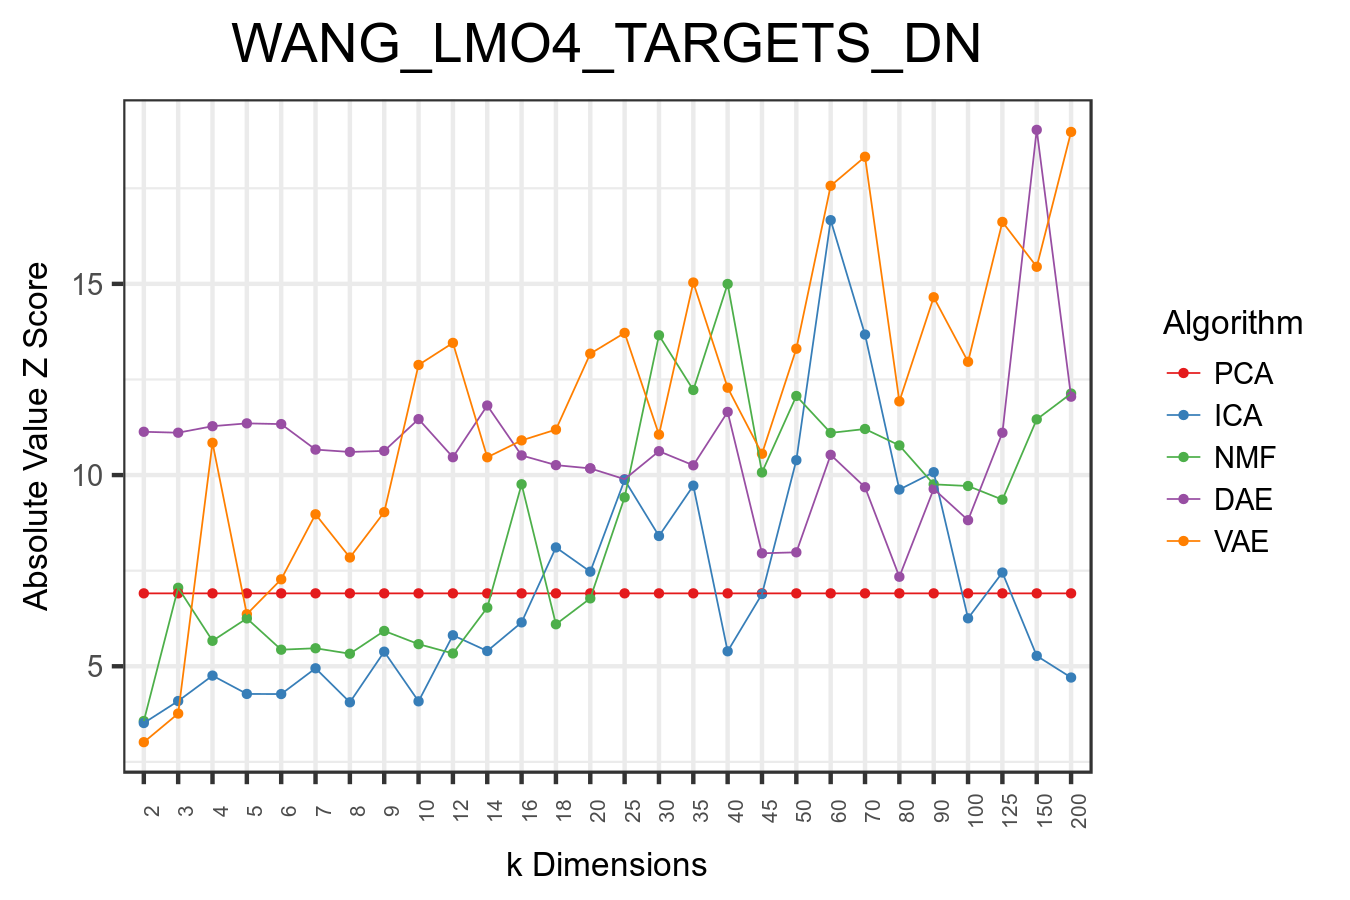 WANG_LMO4_TARGETS_DN
Absolute Value Z Score
15
10
5
2 3 4 5 6 7 8 9 10 12 14 16 18 20 25 30 35 40 45 50 60 70 80 90 100 125 150 200
k Dimensions
Algorithm
PCA
ICA
NMF
DAE
VAE